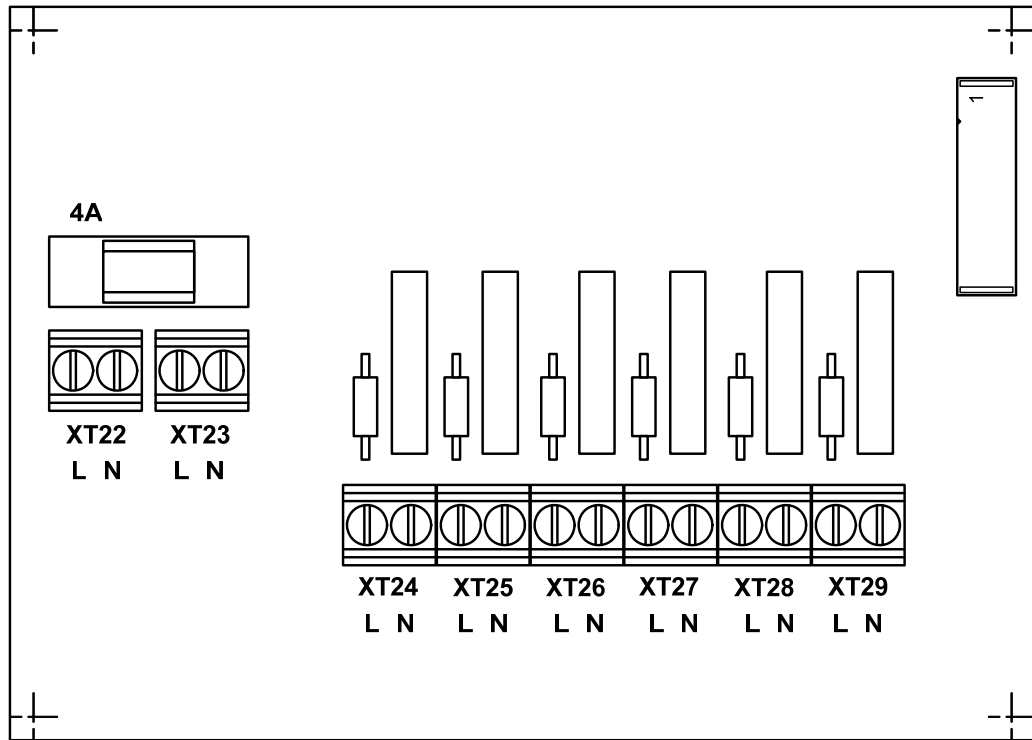 1
4A
XT22 XT23
L N L N
XT24 XT25 XT26 XT27 XT28 XT29
L N L N L N L N L N L N